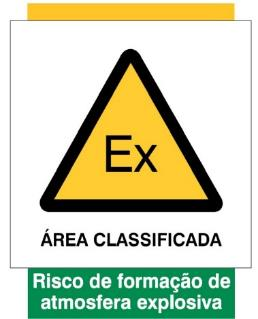 Ex
ÁREA CLASSIFICADA
Risco de formação de
atmosfera explosiva